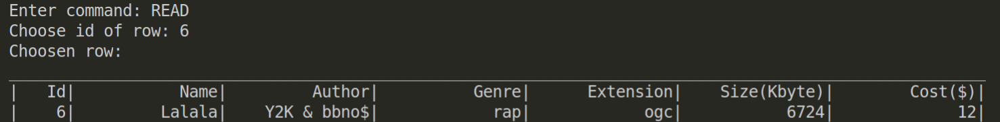 Enter command: READ
Choose id of row: 6
Choosen row:
| Id| Name| Author| Genre| Extension| Size(Kbyte)| Cost($)|
| 6| Lalala| Y2K & bbno$| rap| ogc| 6724| 12|